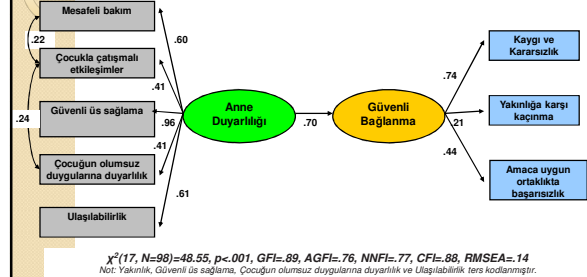 Mesafeli bakım
.22
Çocukla çatışmalı
etkileşimler
.24
Güvenli üs sağlama
Çocuğun olumsuz
duygularına duyarlılık
Ulaşılabilirlik
.60
.41
.96
.41
.61
Anne
Duyarlılığı
.70
Güvenli
Bağlanma
.74
.21
.44
Kaygı ve
Kararsızlık
Yakınlığa karşı
kaçınma
Amaca uygun
ortaklıkta
başarısızlık
χ²(17, N=98)=48.55, p<.001, GFI=.89, AGFI=.76, NNFI=.77, CFI=.88, RMSEA=.14
Not: Yakınlık, Güvenli üs sağlama, Çocuğun olumsuz duygularına duyarlılık ve Ulaşılabilirlik ters kodlanmıştır.